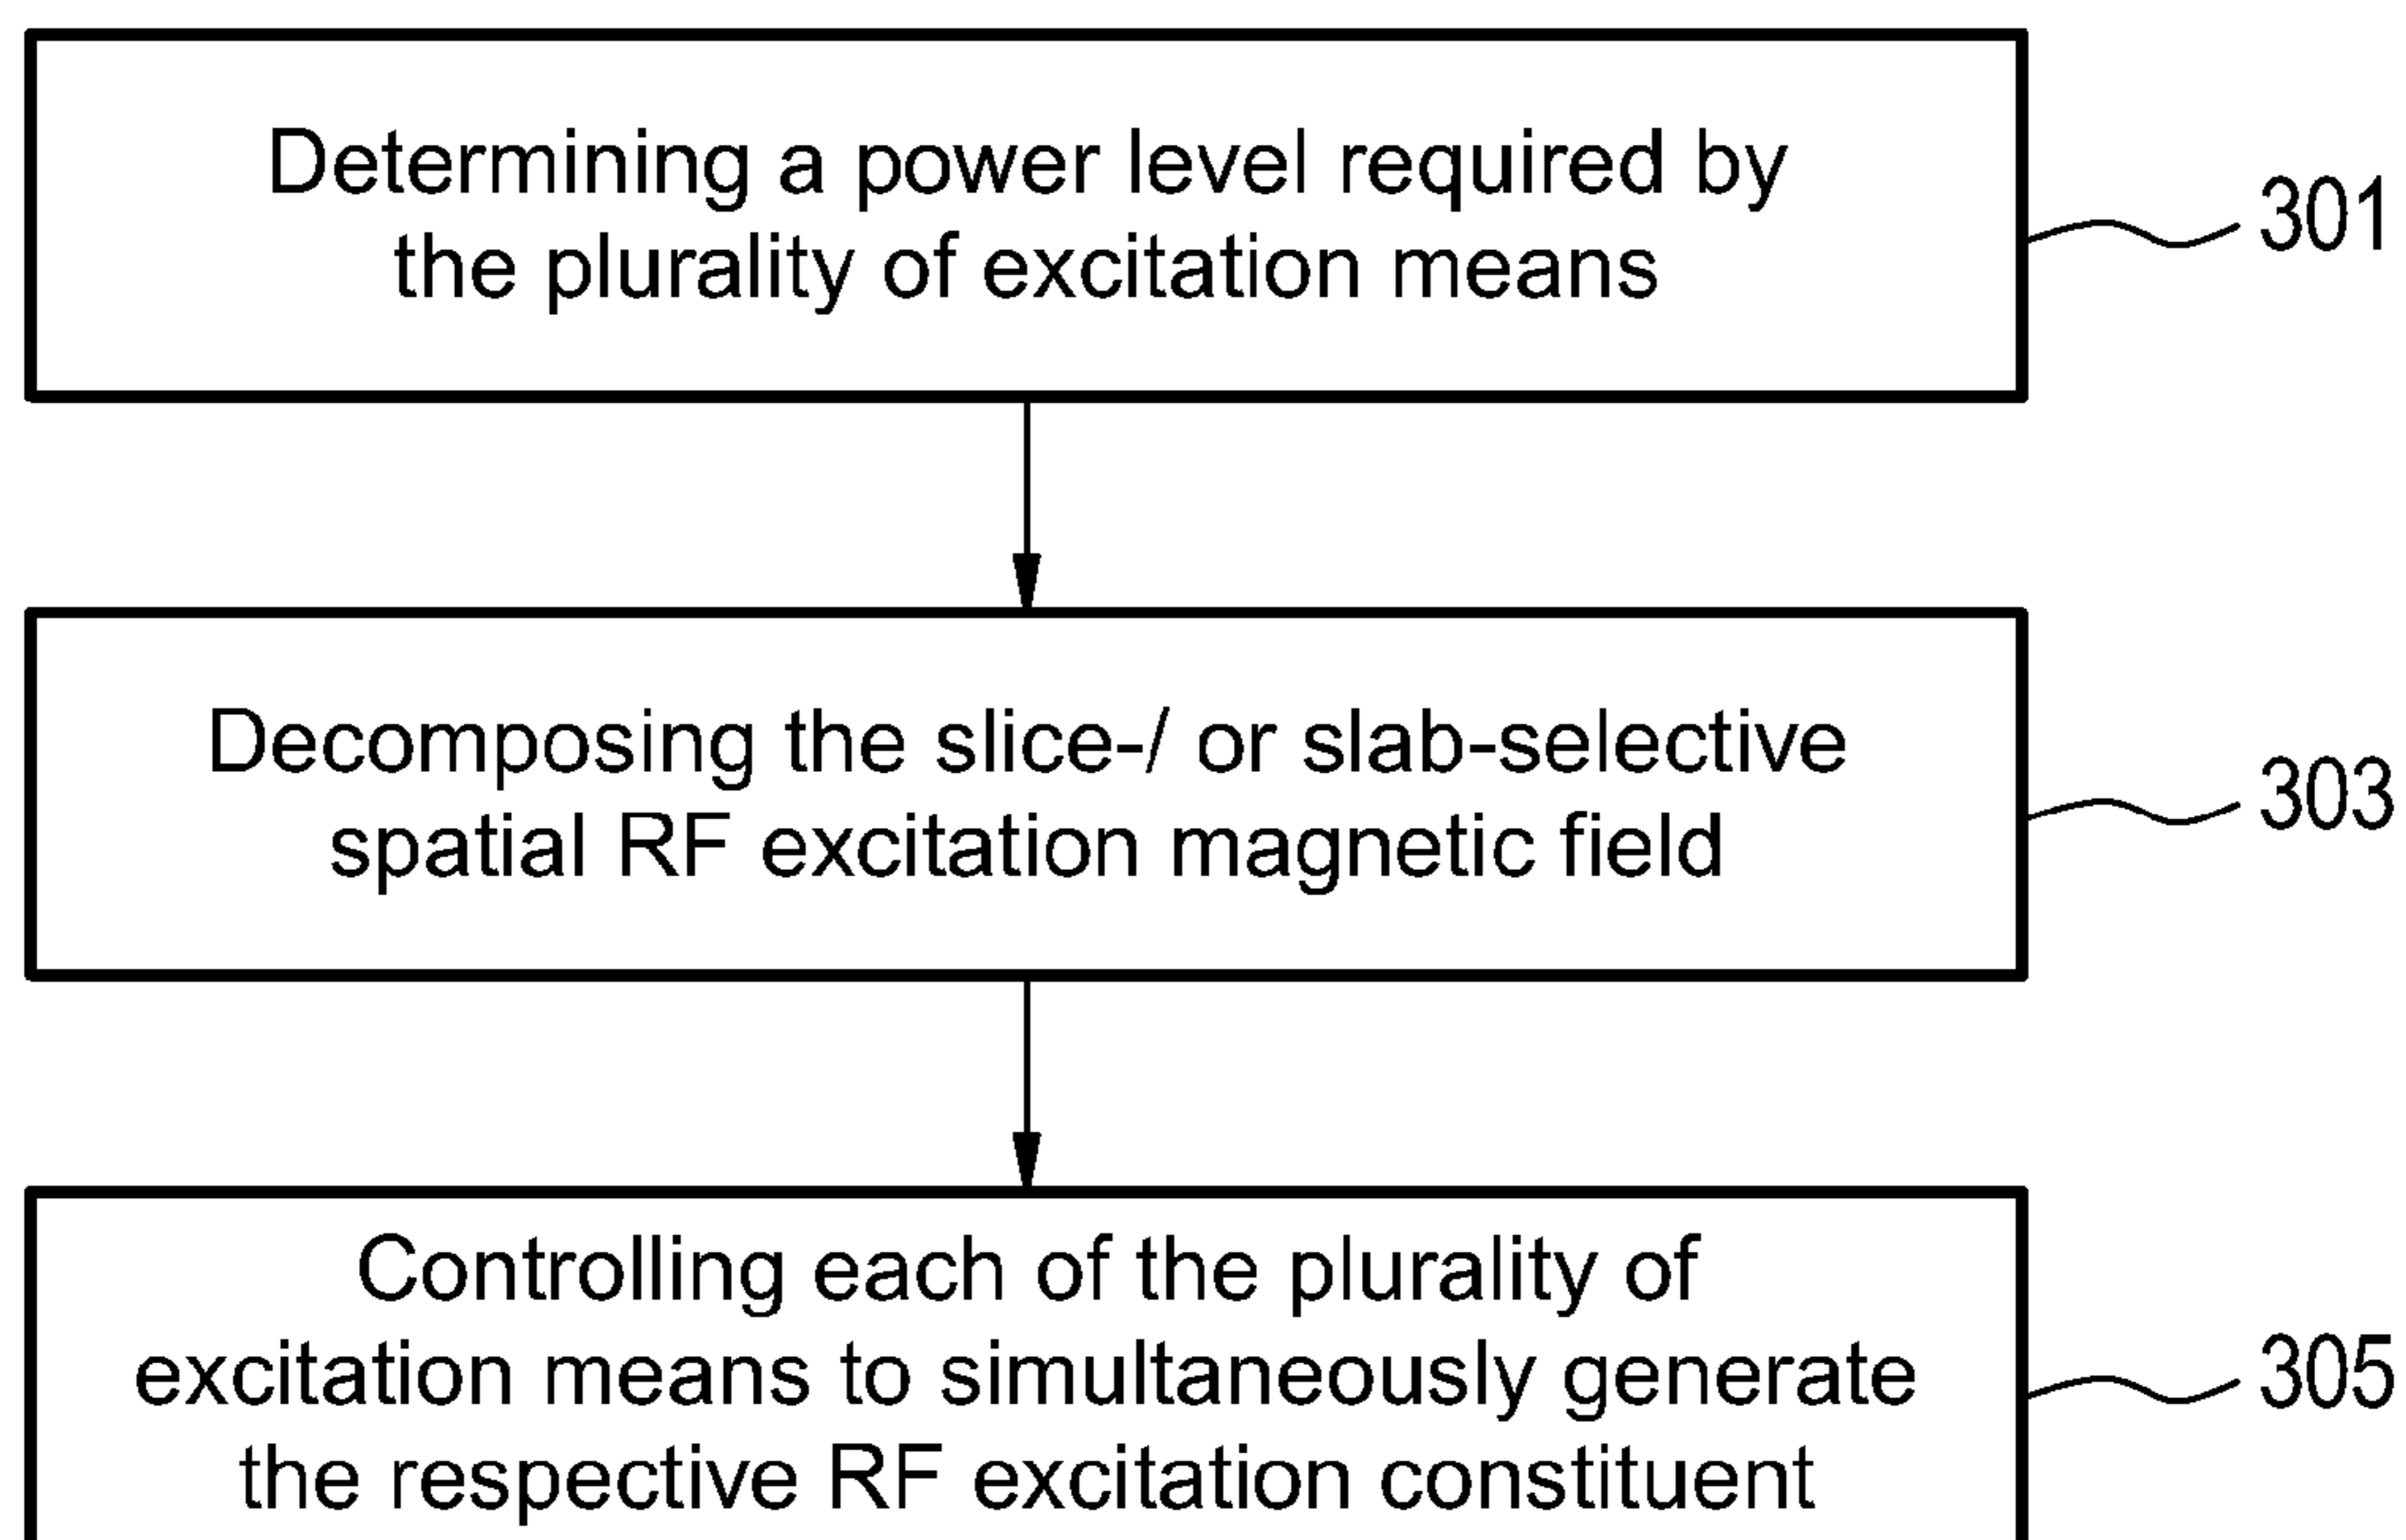 Determining a power level required by
the plurality of excitation means
301
Decomposing the slice-/ or slab-selective
spatial RF excitation magnetic field
303
Controlling each of the plurality of
excitation means to simultaneously generate
the respective RF excitation constituent
305